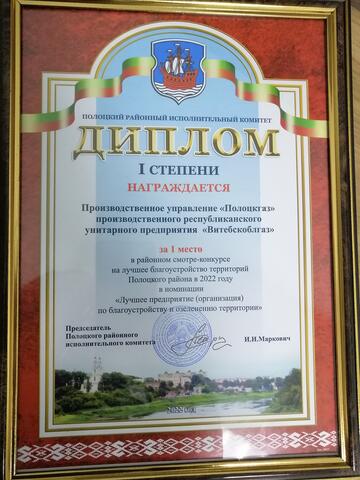 ПОЛОЦКИЙ РАЙОННЫЙ ИСПОЛНИТЕЛЬНЫЙ КОМИТЕТ
ДИПЛОМ
I СТЕПЕНИ
НАГРАЖДАЕТСЯ
Производственное управление «Полоцкгаз»
производственного республиканского
унитарного предприятия «Витебскоблгаз»
за 1 место
в районном смотре-конкурсе
на лучшее благоустройство территорий
Полоцкого района в 2022 году
в номинации
«Лучшее предприятие (организация)
по благоустройству и озеленению территории»
Председатель
Полоцкого районного
исполнительного комитета
И.И.Маркович
2022 год